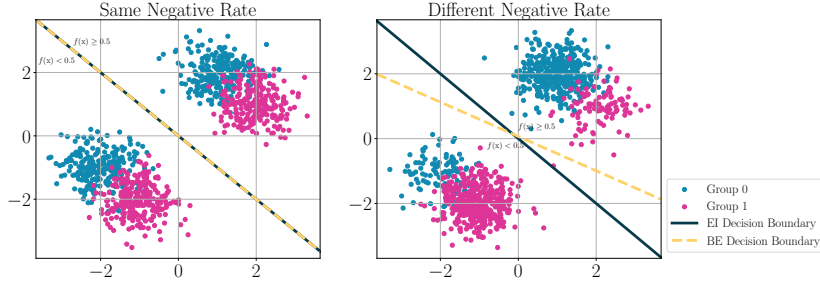 Same Negative Rate
f(x) ≥ 0.5
f(x) < 0.5
2
0
−2
−2
0
2
Different Negative Rate
f(x) ≥ 0.5
f(x) < 0.5
2
0
−2
−2
0
2
Group 0
Group 1
EI Decision Boundary
BE Decision Boundary